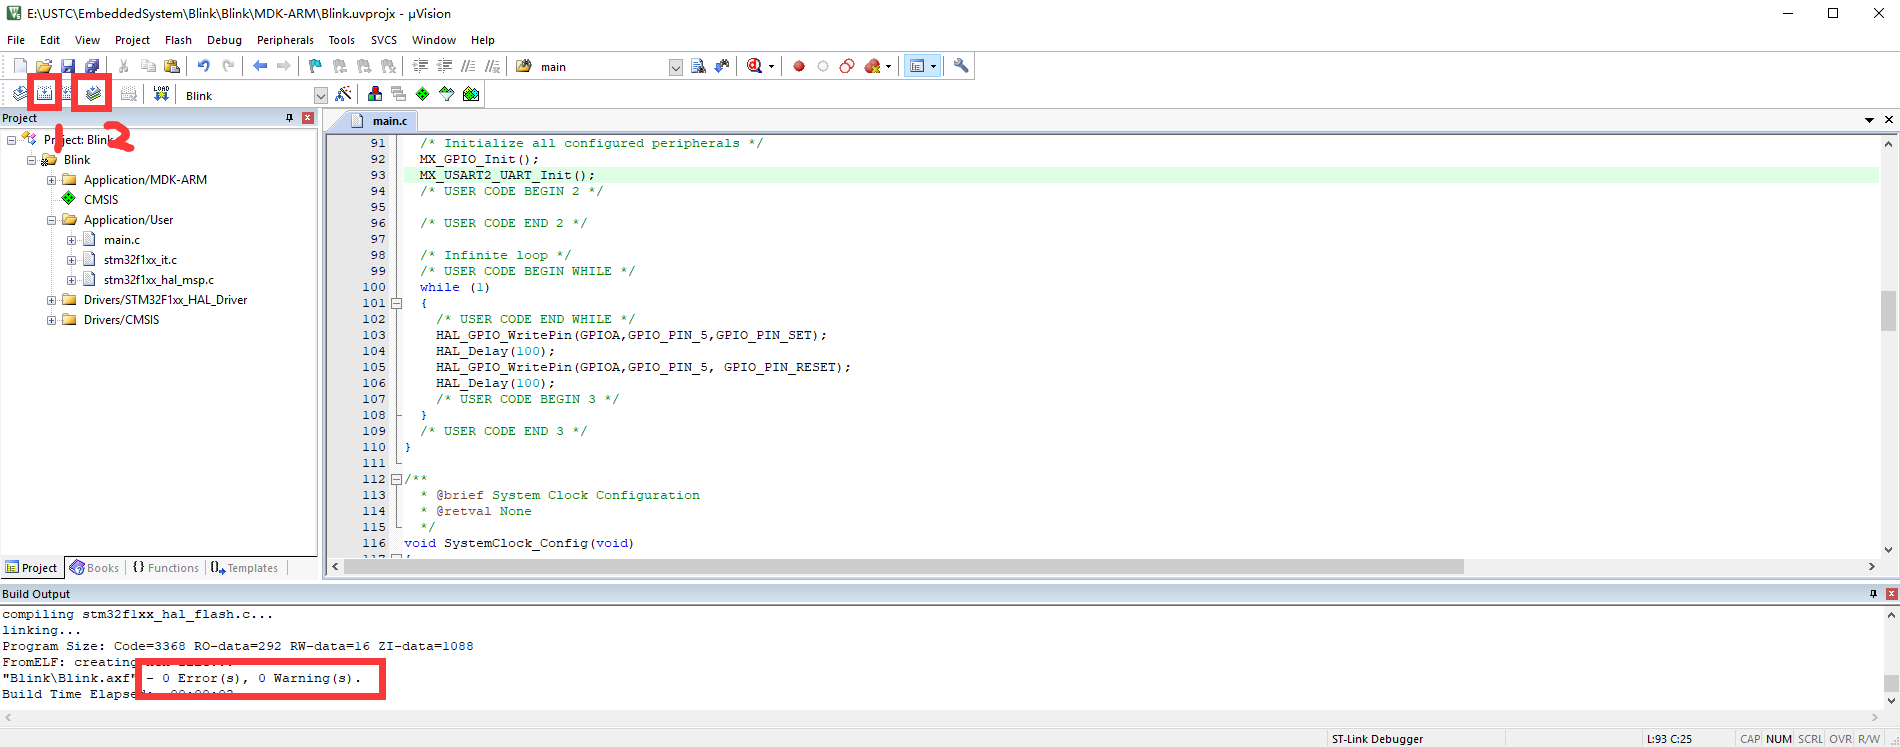 E:\USTC\EmbeddedSystem\Blink\Blink\MDK-ARM\Blink.uvprojx - µVision
File Edit View Project Flash Debug Peripherals Tools SVCS Window Help
main
LOAD Blink
Project
1 2
Project: Blink
Blink
Application/MDK-ARM
CMSIS
Application/User
main.c
stm32f1xx_it.c
stm32f1xx_hal_msp.c
Drivers/STM32F1xx_HAL_Driver
Drivers/CMSIS
Project Books {} Functions Templates
main.c
91 /* Initialize all configured peripherals */
92 MX_GPIO_Init();
93 MX_USART2_UART_Init();
94 /* USER CODE BEGIN 2 */
95
96 /* USER CODE END 2 */
97
98 /* Infinite loop */
99 /* USER CODE BEGIN WHILE */
100 while (1)
101 {
102 /* USER CODE END WHILE */
103 HAL_GPIO_WritePin(GPIOA,GPIO_PIN_5,GPIO_PIN_SET);
104 HAL_Delay(100);
105 HAL_GPIO_WritePin(GPIOA,GPIO_PIN_5, GPIO_PIN_RESET);
106 HAL_Delay(100);
107 /* USER CODE BEGIN 3 */
108 }
109 /* USER CODE END 3 */
110 }
111
112 /**
113 * @brief System Clock Configuration
114 * @retval None
115 */
116 void SystemClock_Config(void)
117 {
Build Output
compiling stm32f1xx_hal_flash.c...
linking...
Program Size: Code=3368 RO-data=292 RW-data=16 ZI-data=1088
FromELF: creating
"Blink\Blink.axf" - 0 Error(s), 0 Warning(s).
Build Time Elapsed:
ST-Link Debugger L:93 C:25 CAP NUM SCRL OVR R/W